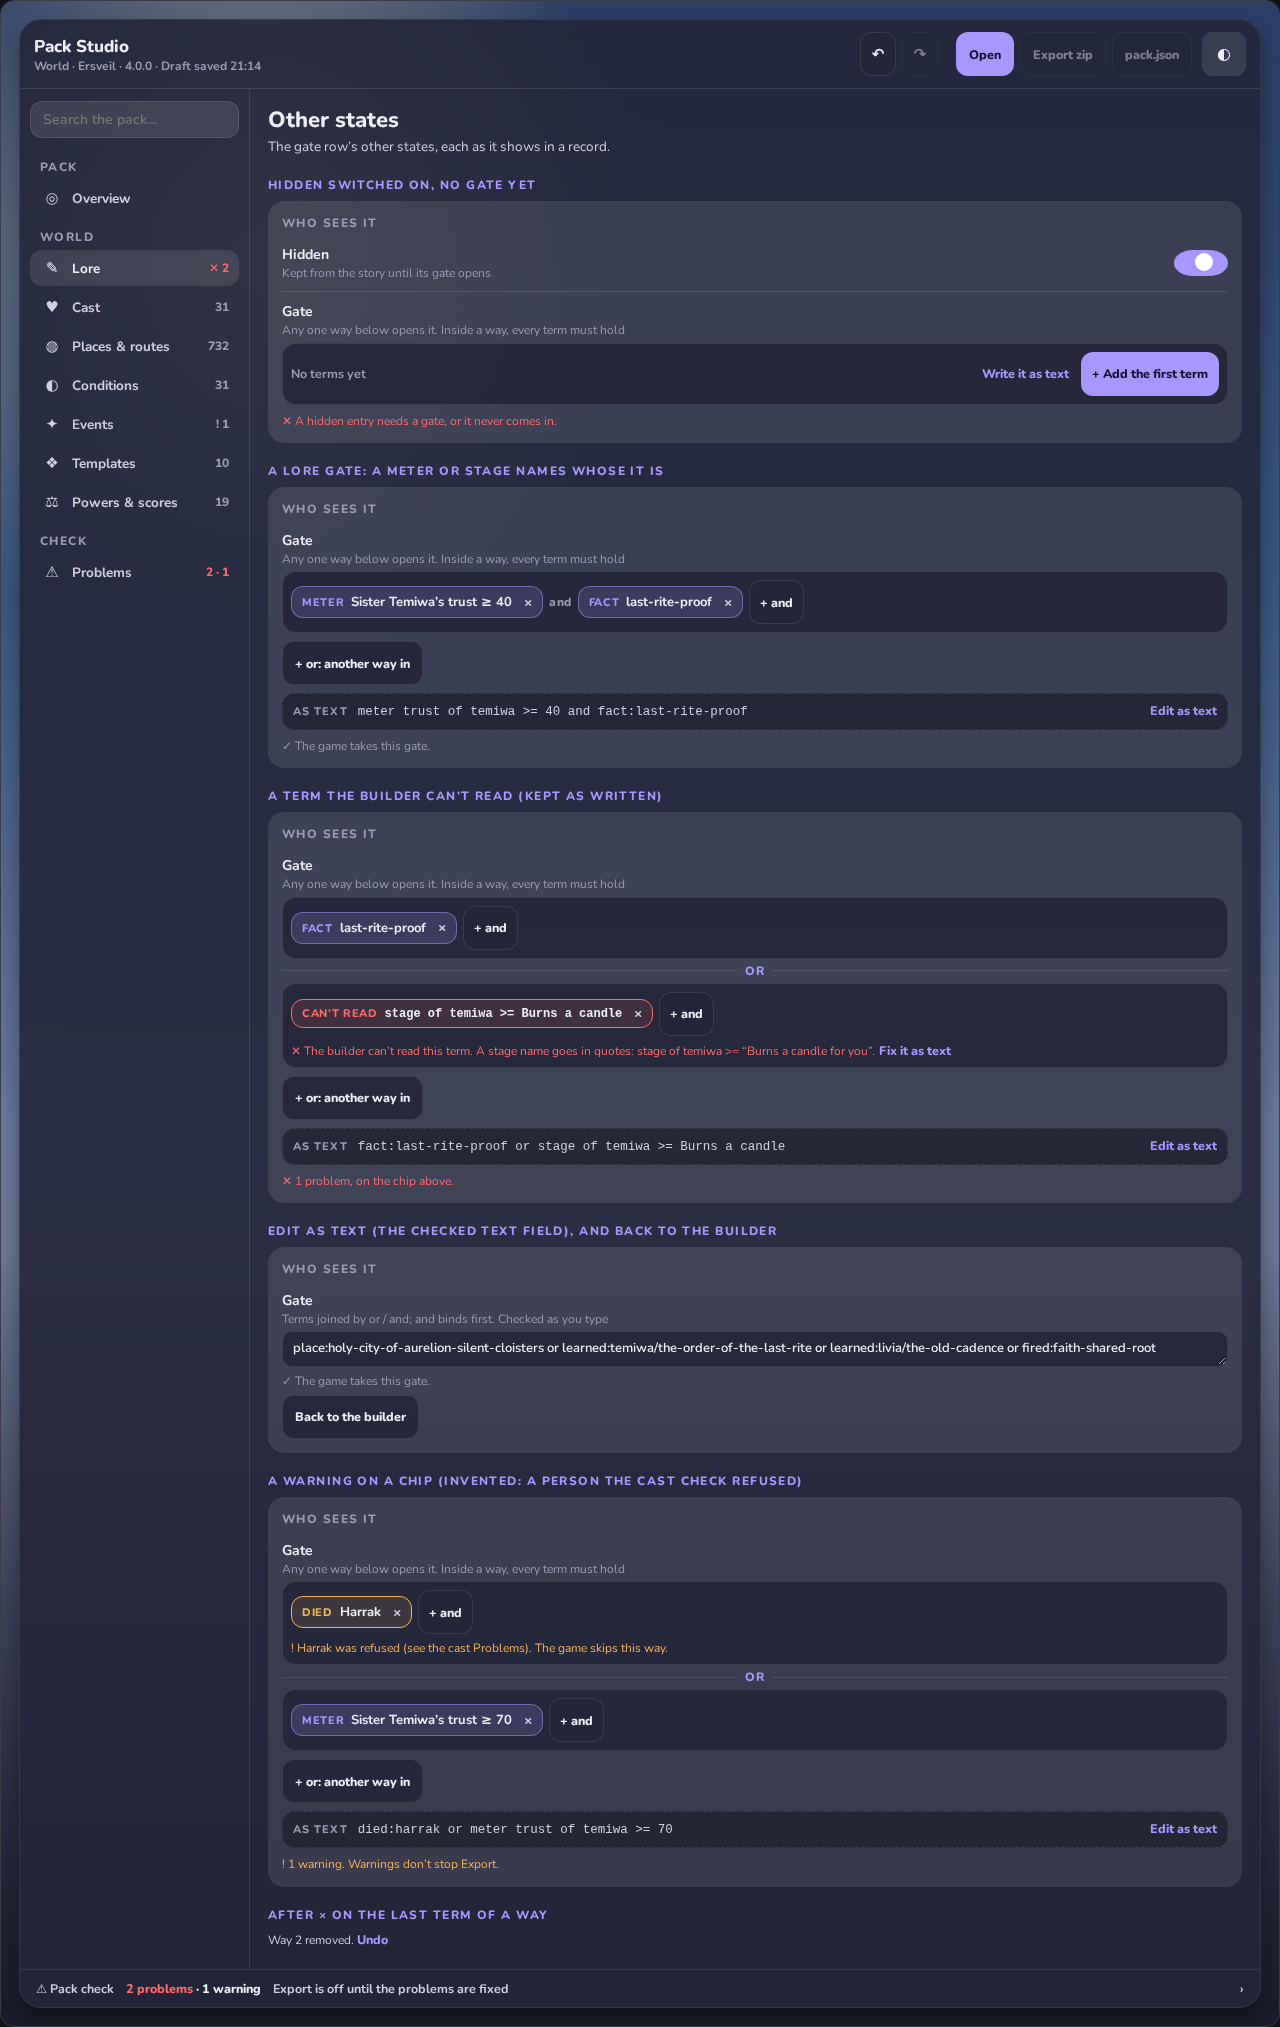 Pack Studio
World · Ersveil · 4.0.0 · Draft saved 21:14
↶ ↷ Open Export zip pack.json ◐
Search the pack…
PACK
◎ Overview
WORLD
✎ Lore ✕ 2
♥ Cast 31
◍ Places & routes 732
◐ Conditions 31
✦ Events ! 1
❖ Templates 10
⚖ Powers & scores 19
CHECK
⚠ Problems 2 · 1
Other states
The gate row’s other states, each as it shows in a record.
HIDDEN SWITCHED ON, NO GATE YET
WHO SEES IT
Hidden
Kept from the story until its gate opens
Gate
Any one way below opens it. Inside a way, every term must hold
No terms yet Write it as text + Add the first term
✕ A hidden entry needs a gate, or it never comes in.
A LORE GATE: A METER OR STAGE NAMES WHOSE IT IS
WHO SEES IT
Gate
Any one way below opens it. Inside a way, every term must hold
METER Sister Temiwa’s trust ≥ 40 × and FACT last-rite-proof × + and
+ or: another way in
AS TEXT meter trust of temiwa >= 40 and fact:last-rite-proof Edit as text
✓ The game takes this gate.
A TERM THE BUILDER CAN’T READ (KEPT AS WRITTEN)
WHO SEES IT
Gate
Any one way below opens it. Inside a way, every term must hold
FACT last-rite-proof × + and
OR
CAN’T READ stage of temiwa >= Burns a candle × + and
✕ The builder can’t read this term. A stage name goes in quotes: stage of temiwa >= “Burns a candle for you”. Fix it as text
+ or: another way in
AS TEXT fact:last-rite-proof or stage of temiwa >= Burns a candle Edit as text
✕ 1 problem, on the chip above.
EDIT AS TEXT (THE CHECKED TEXT FIELD), AND BACK TO THE BUILDER
WHO SEES IT
Gate
Terms joined by or / and; and binds first. Checked as you type
place:holy-city-of-aurelion-silent-cloisters or learned:temiwa/the-order-of-the-last-rite or learned:livia/the-old-cadence or fired:faith-shared-root
✓ The game takes this gate.
Back to the builder
A WARNING ON A CHIP (INVENTED: A PERSON THE CAST CHECK REFUSED)
WHO SEES IT
Gate
Any one way below opens it. Inside a way, every term must hold
DIED Harrak × + and
! Harrak was refused (see the cast Problems). The game skips this way.
OR
METER Sister Temiwa’s trust ≥ 70 × + and
+ or: another way in
AS TEXT died:harrak or meter trust of temiwa >= 70 Edit as text
! 1 warning. Warnings don’t stop Export.
AFTER × ON THE LAST TERM OF A WAY
Way 2 removed. Undo
⚠ Pack check 2 problems · 1 warning Export is off until the problems are fixed ›